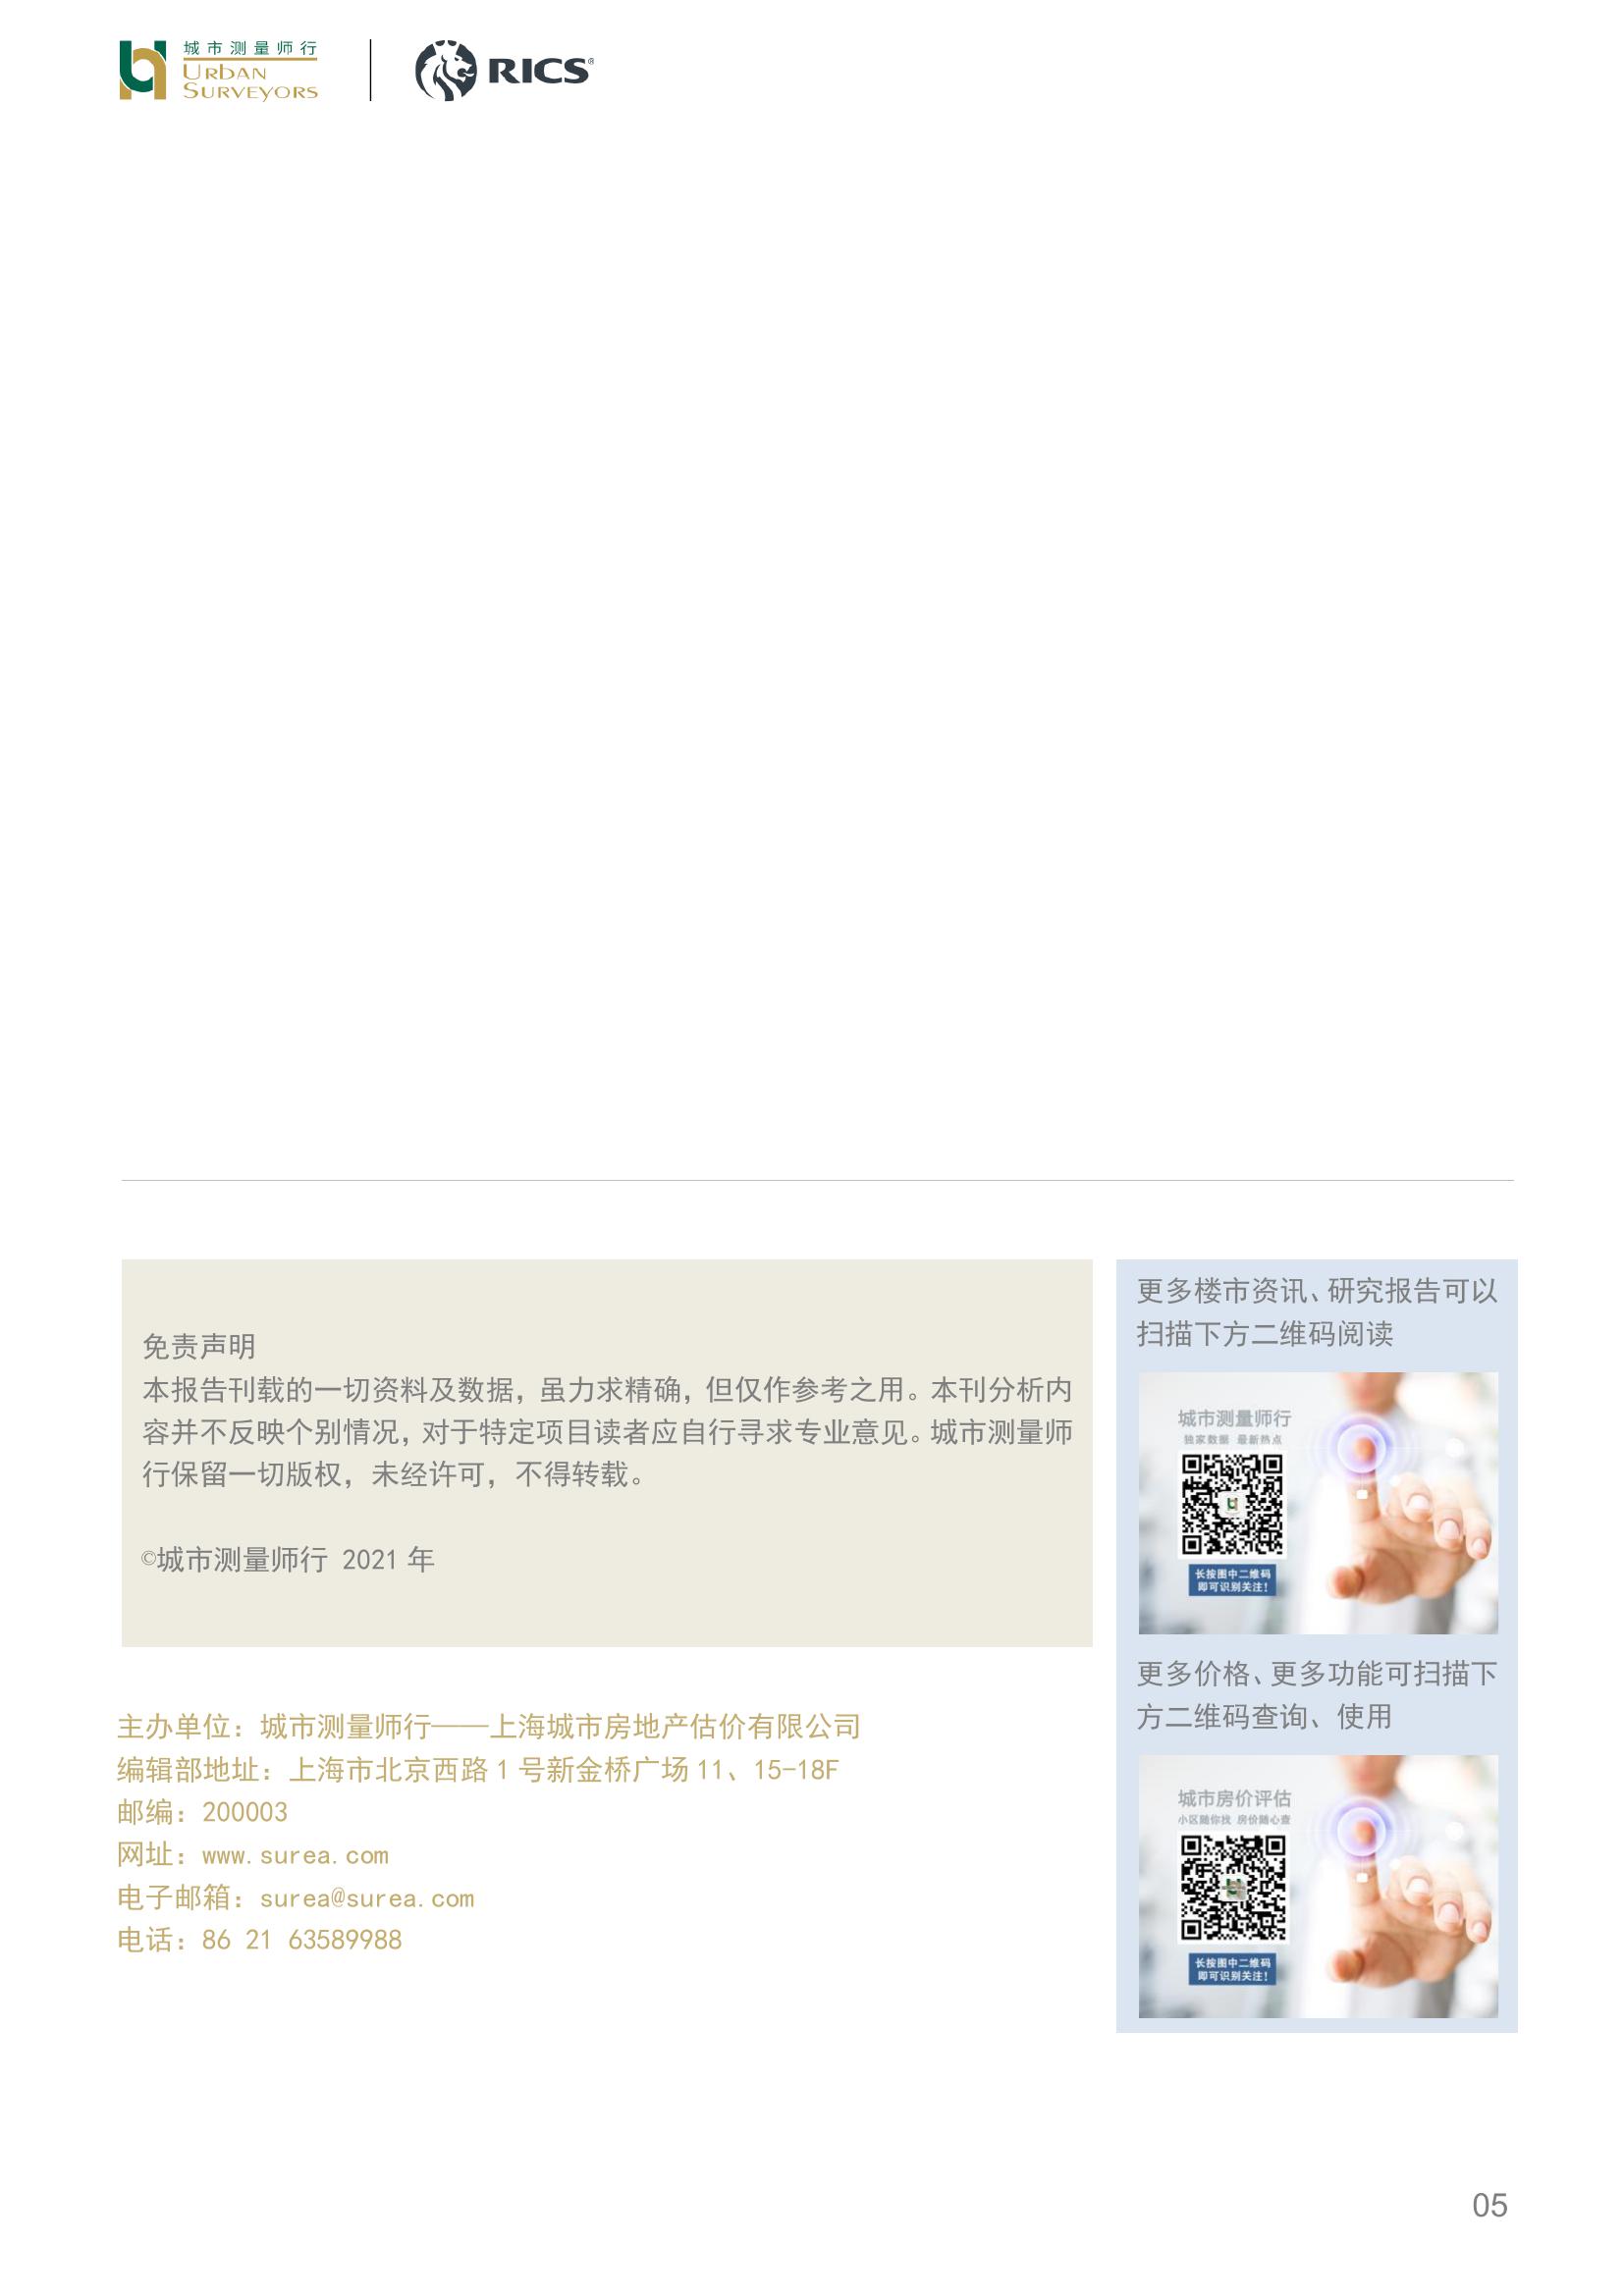 城市测量师行
URBAN
SURVEYORS
RICS®
免责声明
本报告刊载的一切资料及数据，虽力求精确，但仅作参考之用。本刊分析内
容并不反映个别情况，对于特定项目读者应自行寻求专业意见。城市测量师
行保留一切版权，未经许可，不得转载。
©城市测量师行 2021 年
更多楼市资讯、研究报告可以
扫描下方二维码阅读
城市测量师行
独家数据 最新热点
长按图中二维码
即可识别关注！
更多价格、更多功能可扫描下
方二维码查询、使用
城市房价评估
小区随你找 房价随心查
长按图中二维码
即可识别关注！
主办单位：城市测量师行——上海城市房地产估价有限公司
编辑部地址：上海市北京西路 1 号新金桥广场 11、15-18F
邮编：200003
网址：www.surea.com
电子邮箱：surea@surea.com
电话：86 21 63589988
05